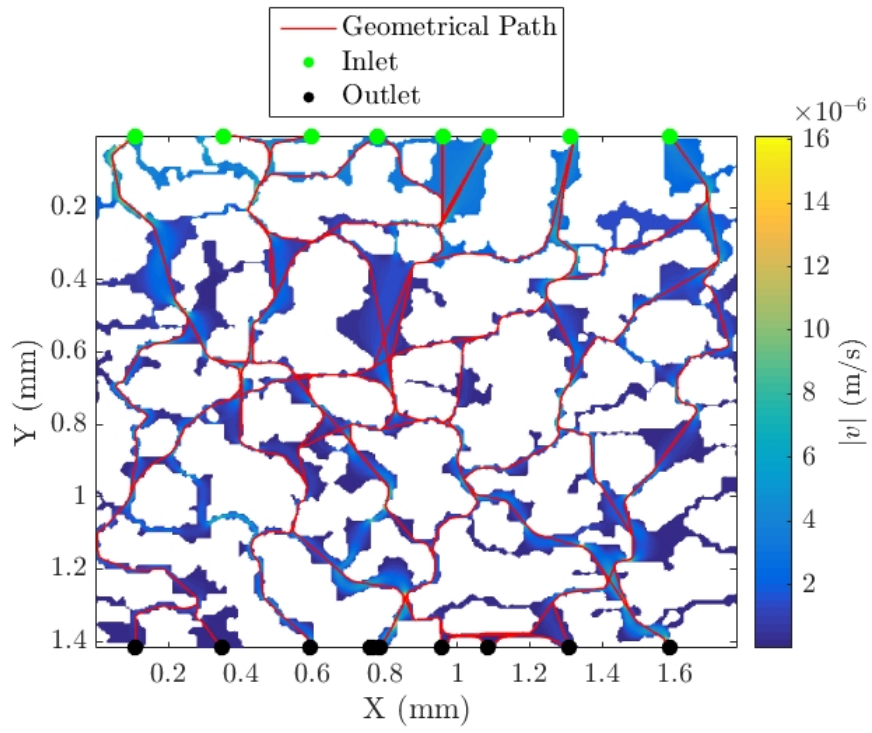 Geometrical Path
Inlet
Outlet
×10⁻⁶
16
14
12
10
8
6
4
2
|v| (m/s)
0.2
0.4
0.6
0.8
1
1.2
1.4
Y (mm)
0.2 0.4 0.6 0.8 1 1.2 1.4 1.6
X (mm)